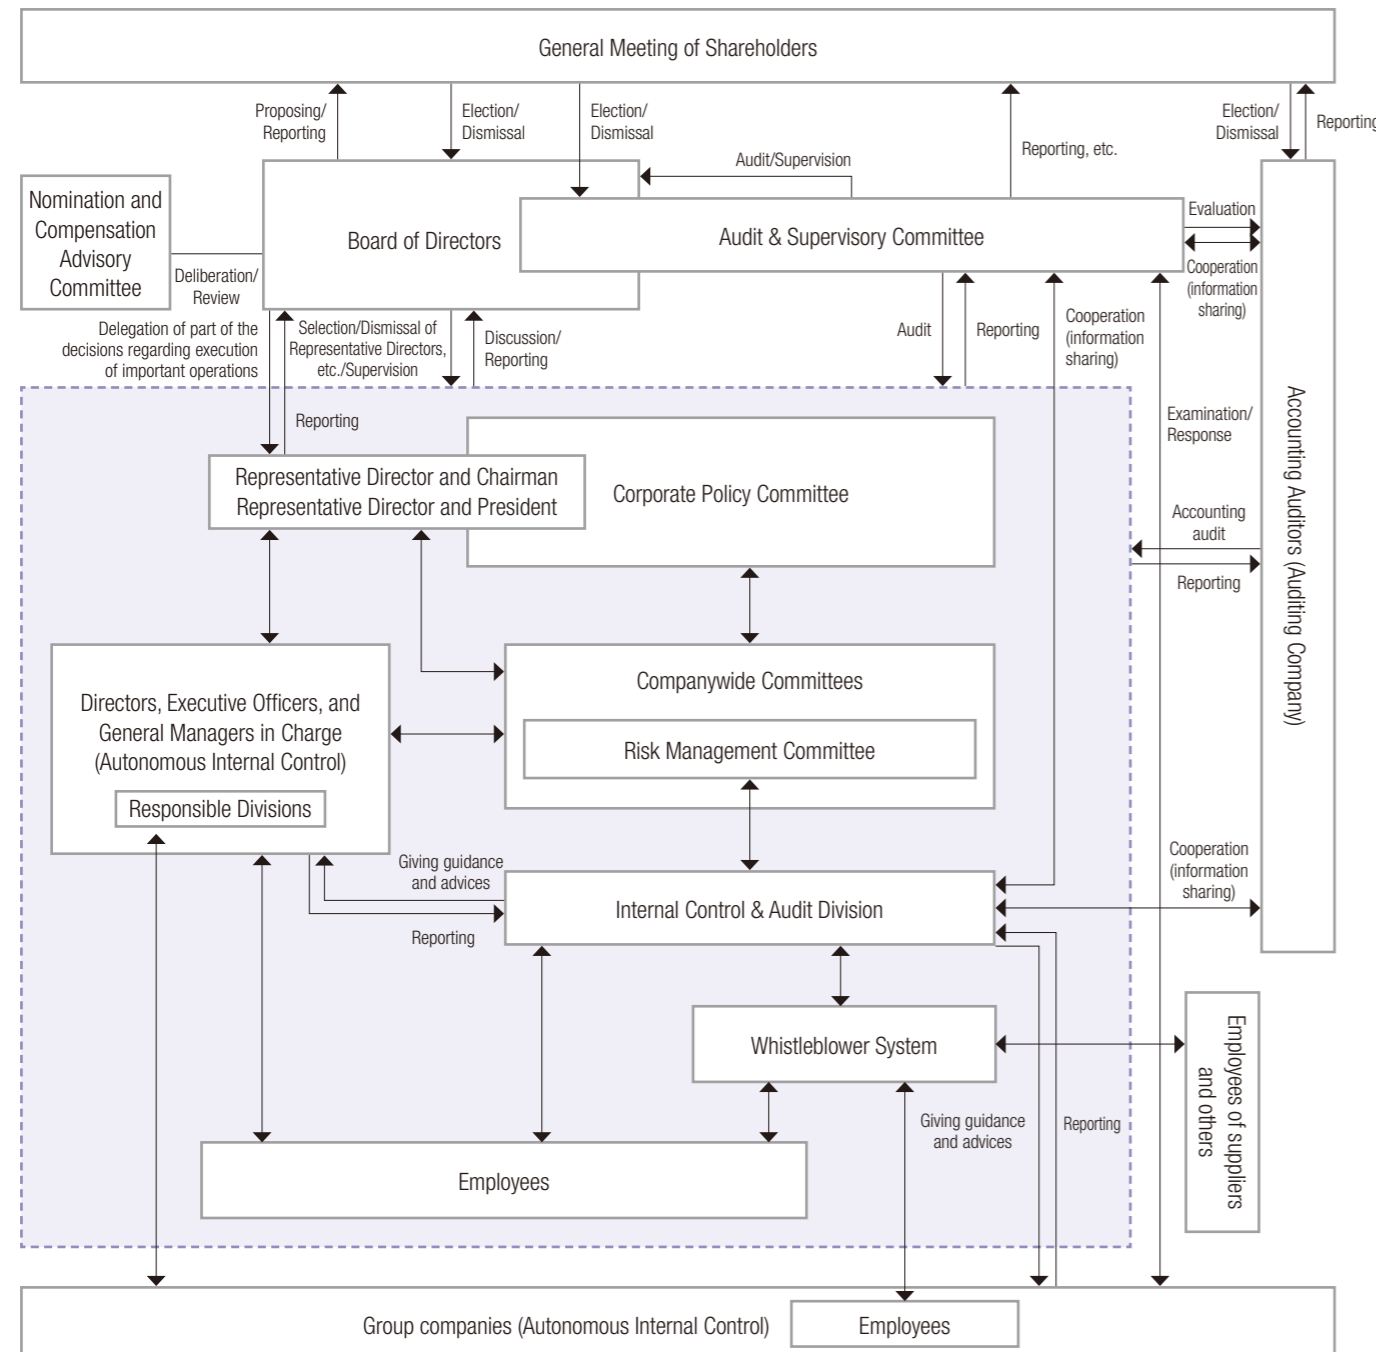 General Meeting of Shareholders
Proposing/
Reporting
Election/
Dismissal
Election/
Dismissal
Reporting, etc.
Election/
Dismissal
Reporting
Audit/Supervision
Nomination and
Compensation
Advisory
Committee
Deliberation/
Review
Board of Directors
Audit & Supervisory Committee
Evaluation
Cooperation
(information
sharing)
Delegation of part of the
decisions regarding execution
of important operations
Selection/Dismissal of
Representative Directors,
etc./Supervision
Discussion/
Reporting
Audit
Reporting
Cooperation
(information
sharing)
Reporting
Examination/
Response
Accounting Auditors (Auditing Company)
Representative Director and Chairman
Representative Director and President
Corporate Policy Committee
Accounting
audit
Reporting
Directors, Executive Officers, and
General Managers in Charge
(Autonomous Internal Control)
Responsible Divisions
Companywide Committees
Risk Management Committee
Giving guidance
and advices
Reporting
Internal Control & Audit Division
Cooperation
(information
sharing)
Whistleblower System
Employees of suppliers
and others
Giving guidance
and advices
Reporting
Employees
Group companies (Autonomous Internal Control)
Employees